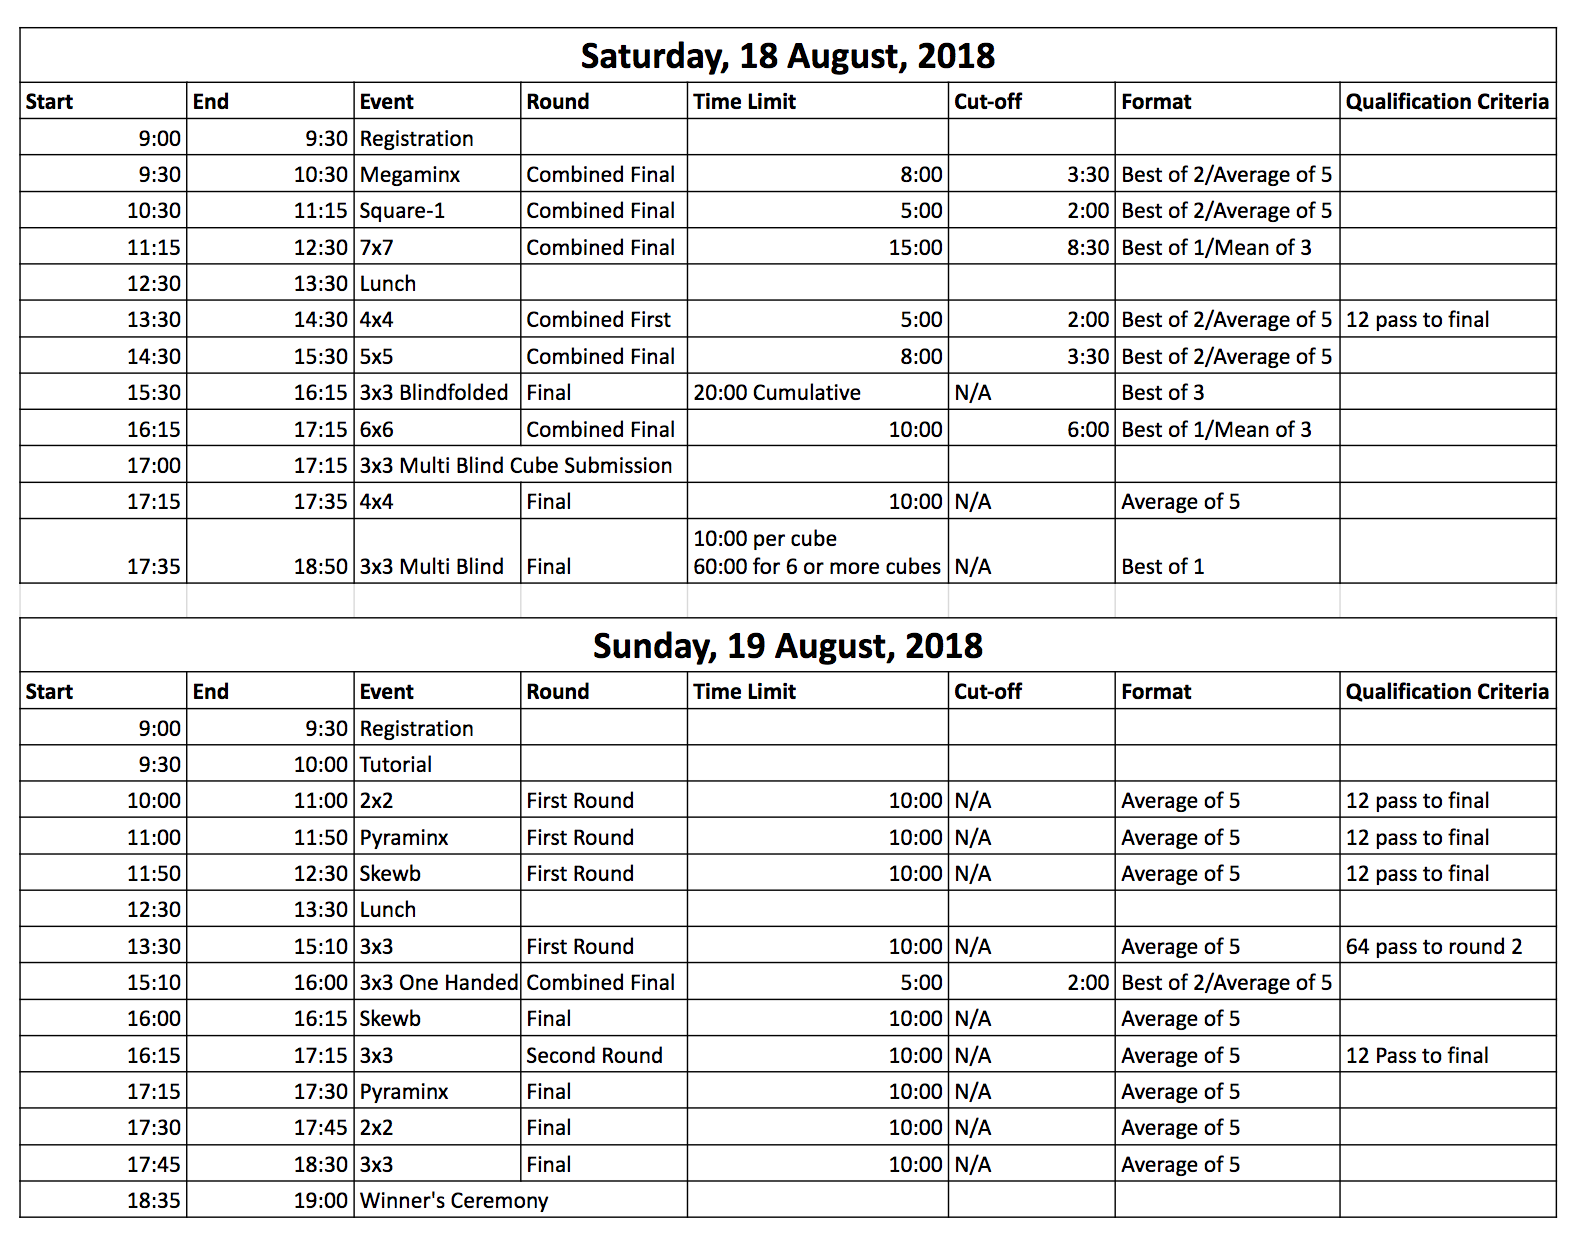 Saturday, 18 August, 2018
Start End Event Round Time Limit Cut-off Format Qualification Criteria
9:00 9:30 Registration
9:30 10:30 Megaminx Combined Final 8:00 3:30 Best of 2/Average of 5
10:30 11:15 Square-1 Combined Final 5:00 2:00 Best of 2/Average of 5
11:15 12:30 7x7 Combined Final 15:00 8:30 Best of 1/Mean of 3
12:30 13:30 Lunch
13:30 14:30 4x4 Combined First 5:00 2:00 Best of 2/Average of 5 12 pass to final
14:30 15:30 5x5 Combined Final 8:00 3:30 Best of 2/Average of 5
15:30 16:15 3x3 Blindfolded Final 20:00 Cumulative N/A Best of 3
16:15 17:15 6x6 Combined Final 10:00 6:00 Best of 1/Mean of 3
17:00 17:15 3x3 Multi Blind Cube Submission
17:15 17:35 4x4 Final 10:00 N/A Average of 5
10:00 per cube
17:35 18:50 3x3 Multi Blind Final 60:00 for 6 or more cubes N/A Best of 1
Sunday, 19 August, 2018
Start End Event Round Time Limit Cut-off Format Qualification Criteria
9:00 9:30 Registration
9:30 10:00 Tutorial
10:00 11:00 2x2 First Round 10:00 N/A Average of 5 12 pass to final
11:00 11:50 Pyraminx First Round 10:00 N/A Average of 5 12 pass to final
11:50 12:30 Skewb First Round 10:00 N/A Average of 5 12 pass to final
12:30 13:30 Lunch
13:30 15:10 3x3 First Round 10:00 N/A Average of 5 64 pass to round 2
15:10 16:00 3x3 One Handed Combined Final 5:00 2:00 Best of 2/Average of 5
16:00 16:15 Skewb Final 10:00 N/A Average of 5
16:15 17:15 3x3 Second Round 10:00 N/A Average of 5 12 Pass to final
17:15 17:30 Pyraminx Final 10:00 N/A Average of 5
17:30 17:45 2x2 Final 10:00 N/A Average of 5
17:45 18:30 3x3 Final 10:00 N/A Average of 5
18:35 19:00 Winner's Ceremony